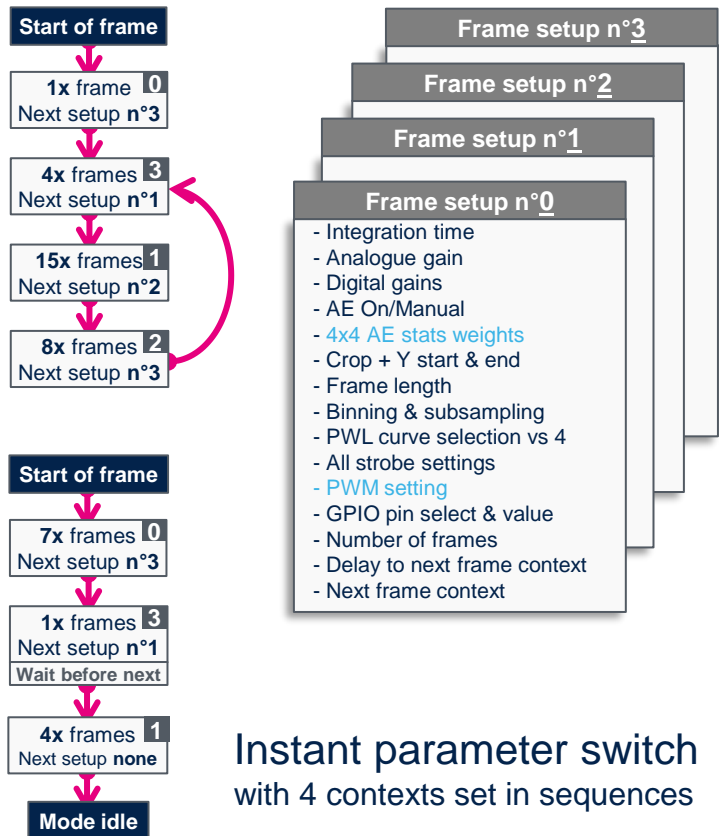 Start of frame
1x frame 0
Next setup n°3
4x frames 3
Next setup n°1
15x frames 1
Next setup n°2
8x frames 2
Next setup n°3
Start of frame
7x frames 0
Next setup n°3
1x frames 3
Next setup n°1
Wait before next
4x frames 1
Next setup none
Mode idle
Frame setup n°3
Frame setup n°2
Frame setup n°1
Frame setup n°0
- Integration time
- Analogue gain
- Digital gains
- AE On/Manual
- 4x4 AE stats weights
- Crop + Y start & end
- Frame length
- Binning & subsampling
- PWL curve selection vs 4
- All strobe settings
- PWM setting
- GPIO pin select & value
- Number of frames
- Delay to next frame context
- Next frame context
Instant parameter switch
with 4 contexts set in sequences